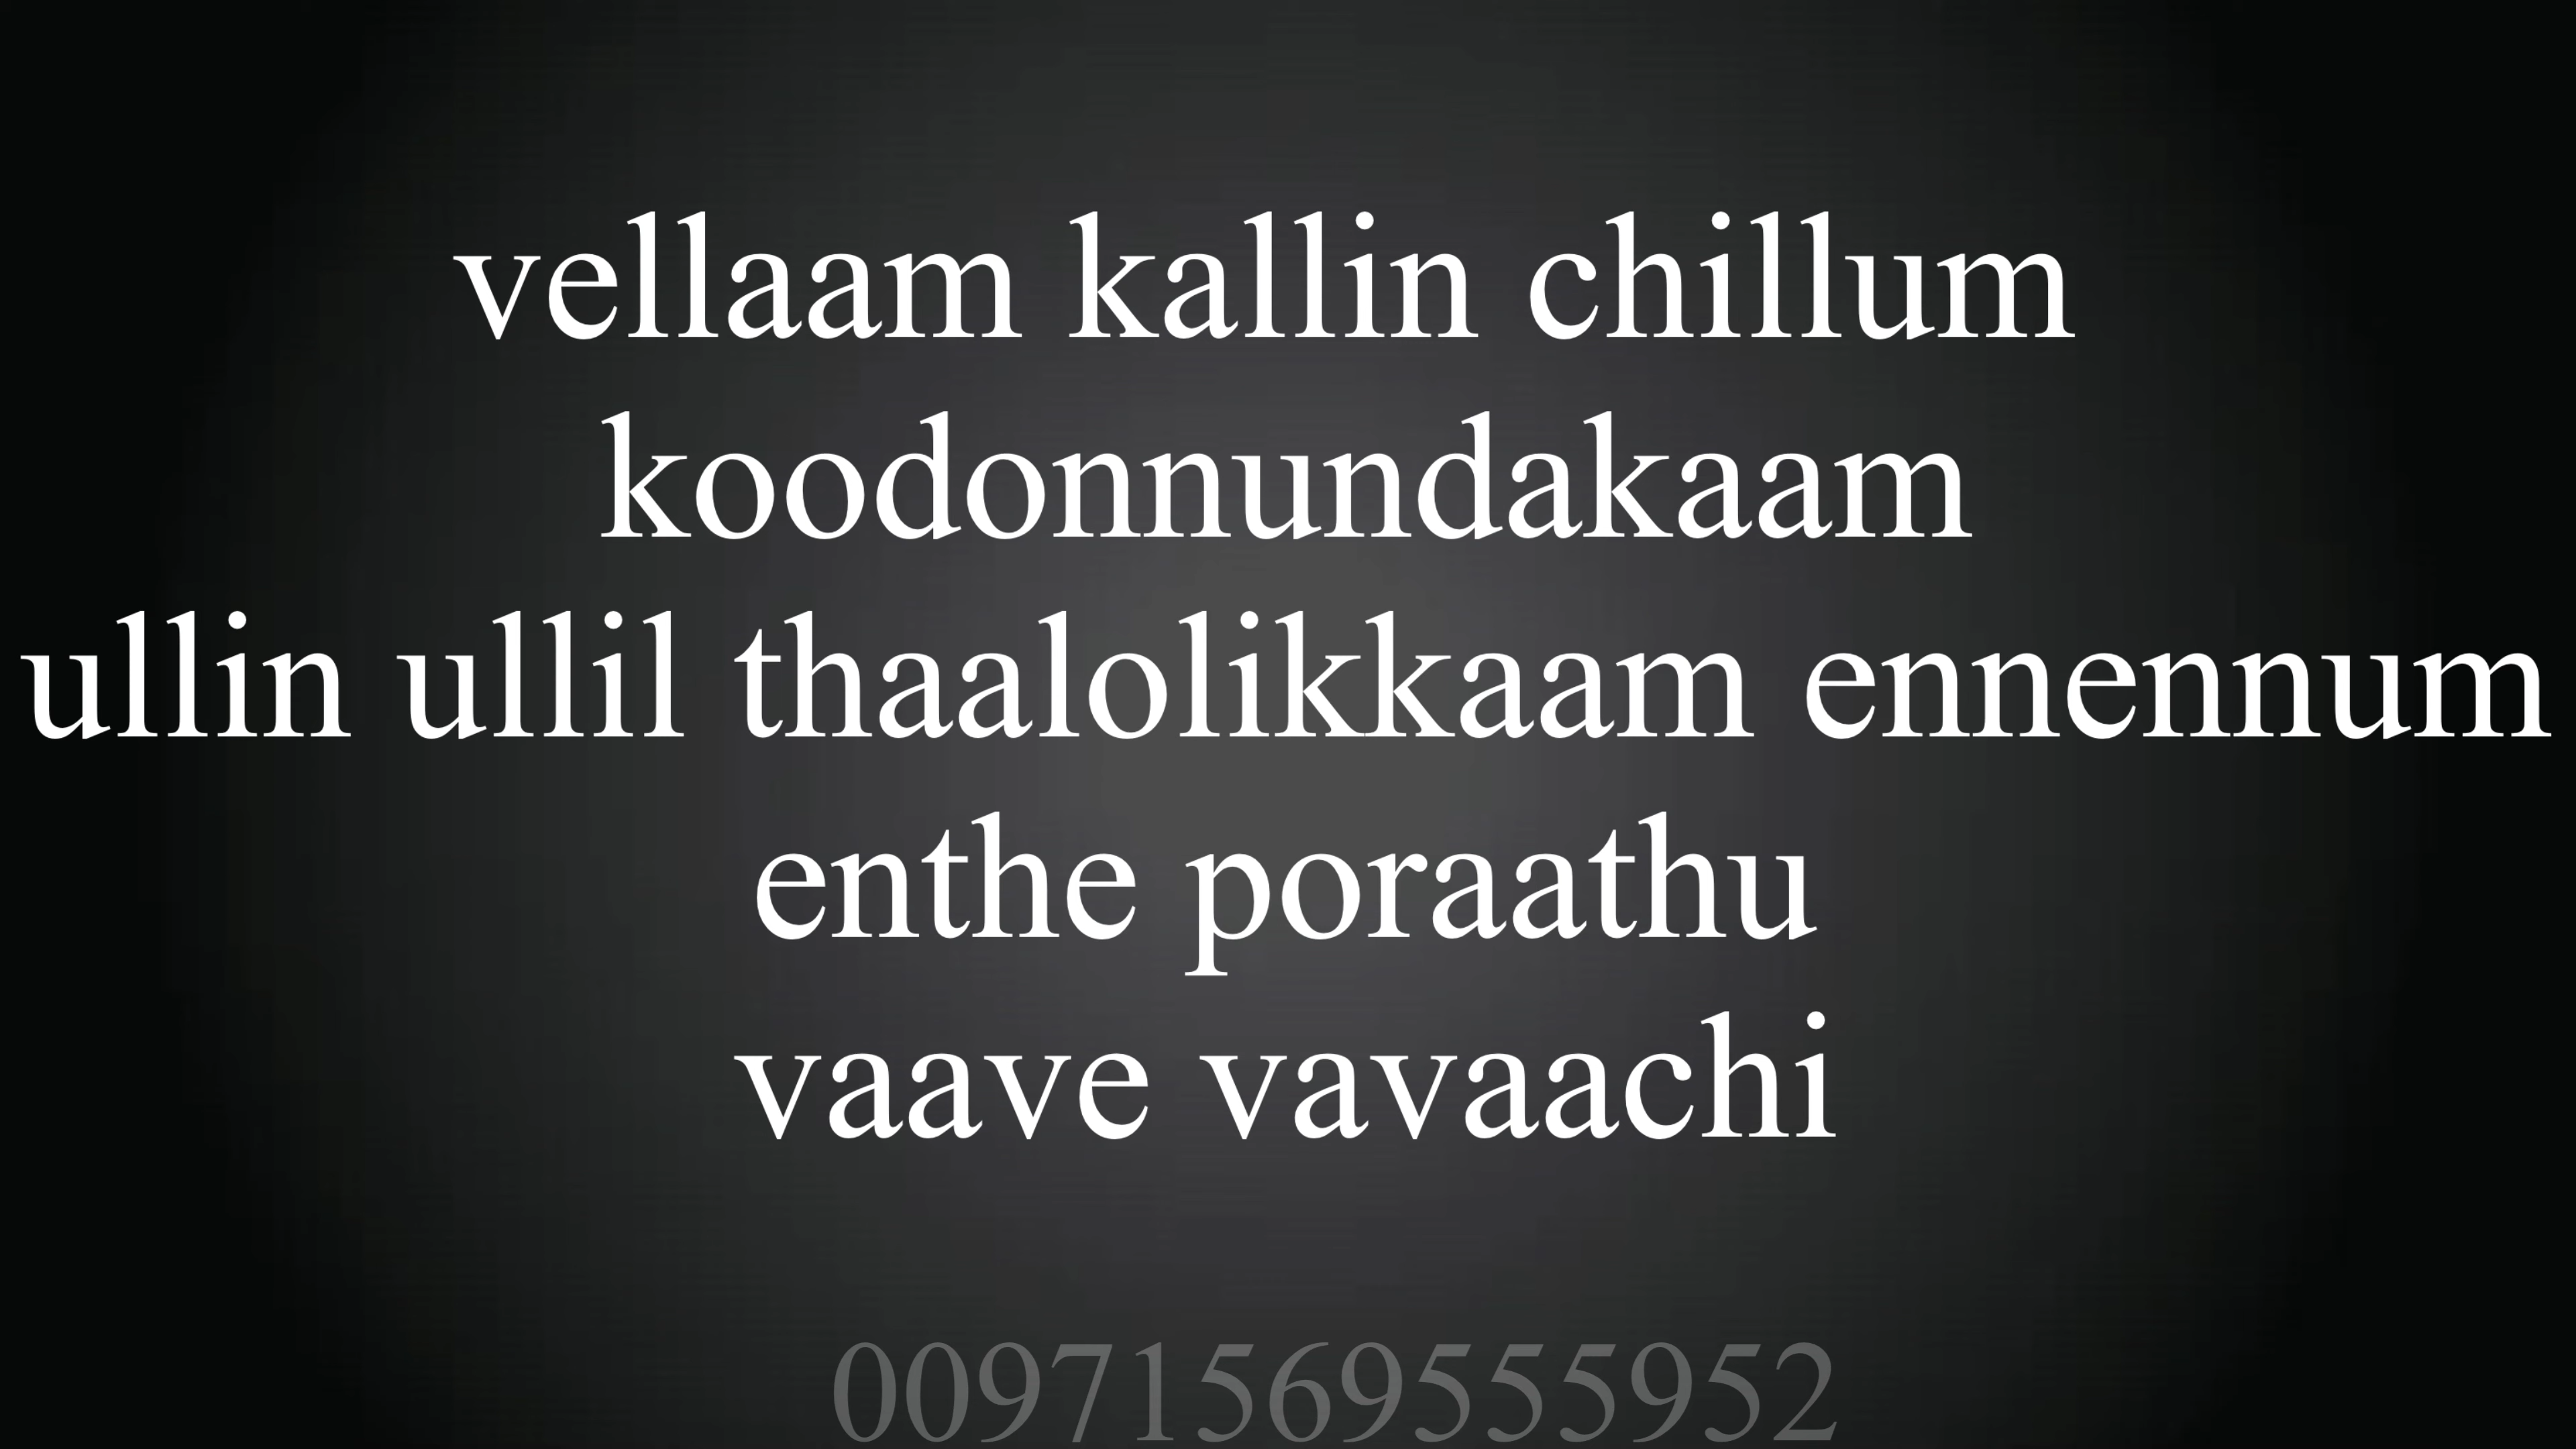 vellaam kallin chillum
koodonnundakaam
ullin ullil thaalolikkaam ennennum
enthe poraathu
vaave vavaachi
00971569555952